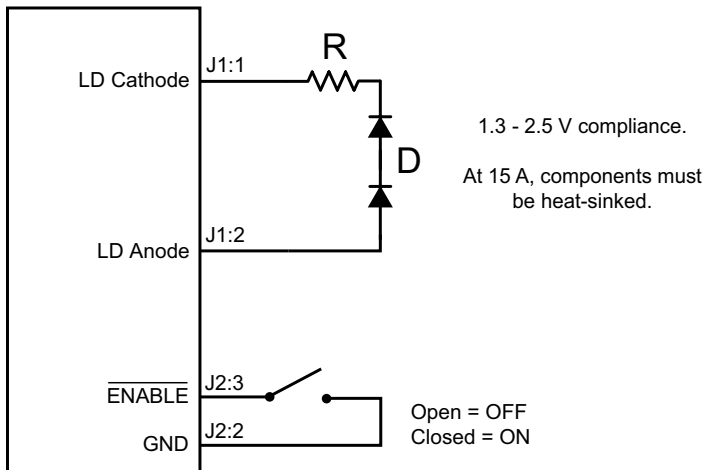 R
LD Cathode
J1:1
D
1.3 - 2.5 V compliance.
At 15 A, components must
be heat-sinked.
LD Anode
J1:2
ENABLE
J2:3
GND
J2:2
Open = OFF
Closed = ON